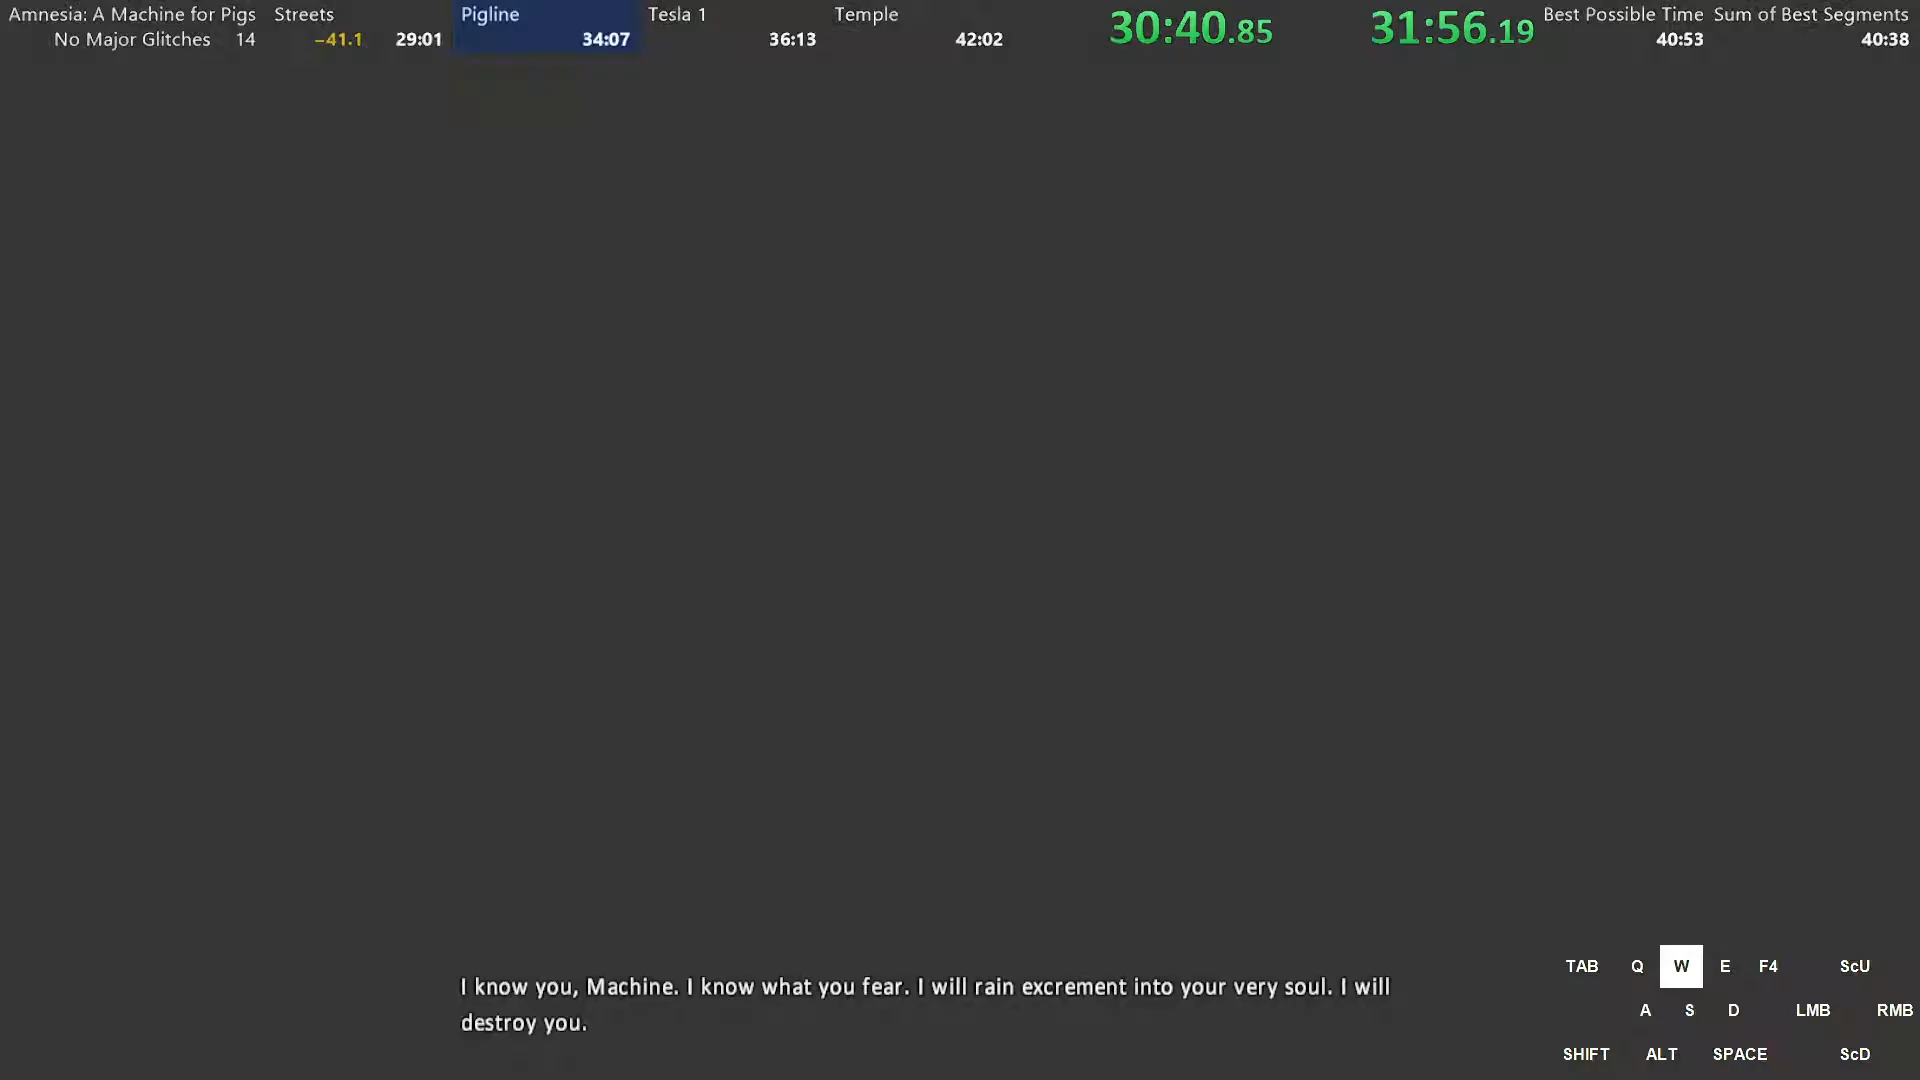 Amnesia: A Machine for Pigs Streets Pigline Tesla 1 Temple 30:40.85 31:56.19 Best Possible Time Sum of Best Segments
No Major Glitches 14 −41.1 29:01 34:07 36:13 42:02 40:53 40:38
I know you, Machine. I know what you fear. I will rain excrement into your very soul. I will
destroy you.
TAB Q W E F4 ScU
A S D LMB RMB
SHIFT ALT SPACE ScD